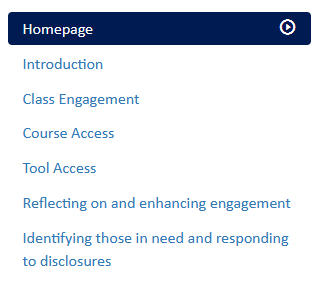 Homepage
Introduction
Class Engagement
Course Access
Tool Access
Reflecting on and enhancing engagement
Identifying those in need and responding
to disclosures